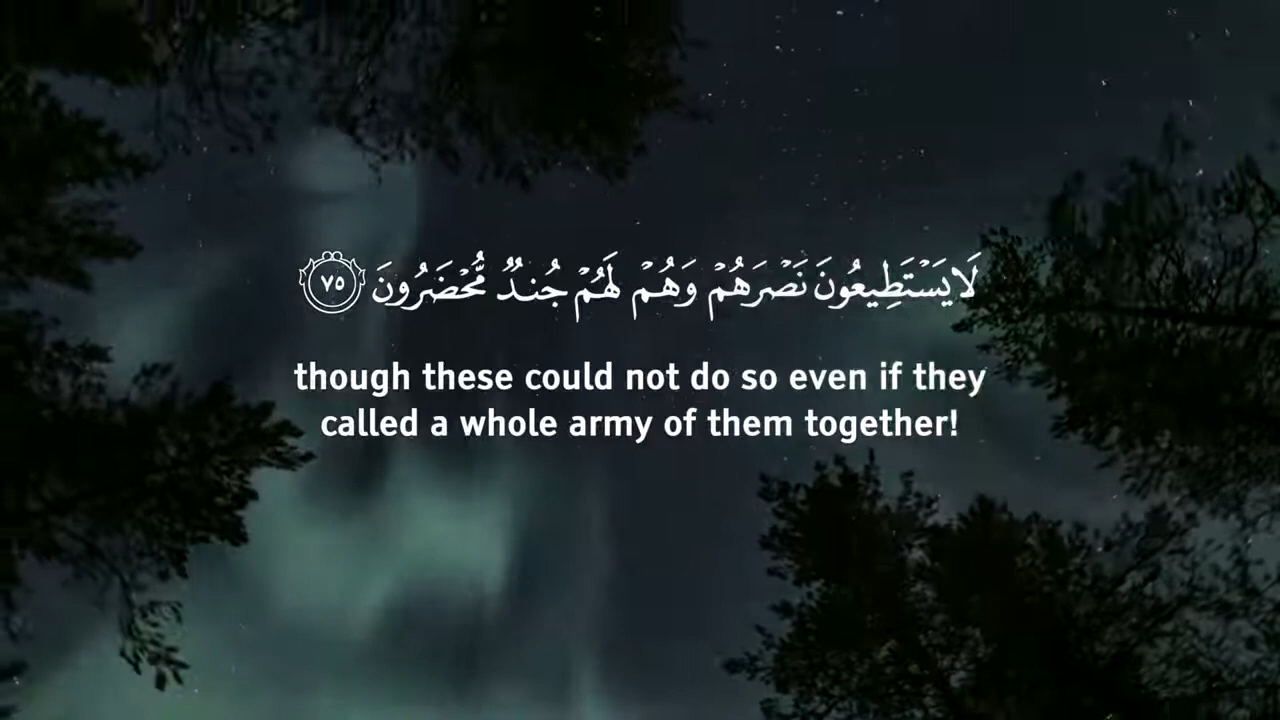 لَا يَسْتَطِيعُونَ نَصْرَهُمْ وَهُمْ لَهُمْ جُندٌ مُّحْضَرُونَ ٧٥
though these could not do so even if they
called a whole army of them together!